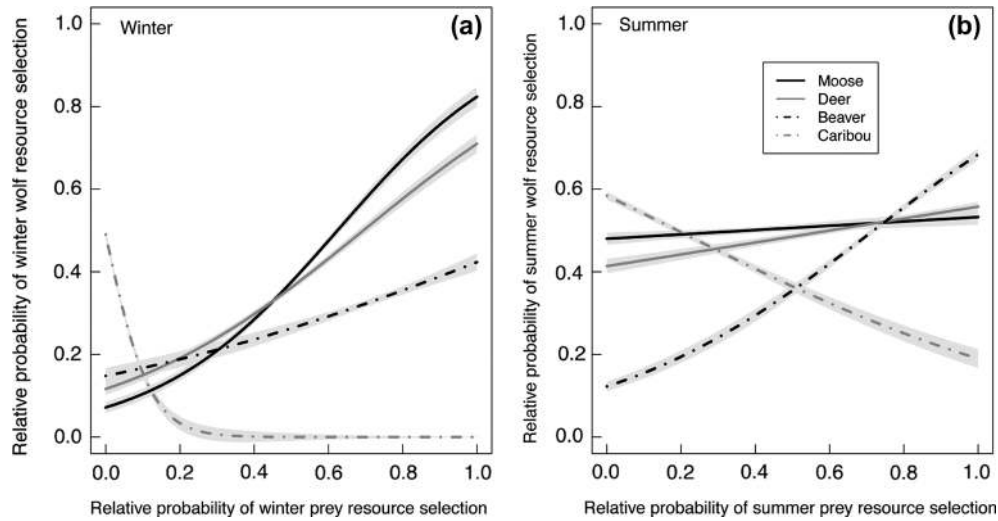 Winter
(a)
Relative probability of winter wolf resource selection
1.0
0.8
0.6
0.4
0.2
0.0
0.0 0.2 0.4 0.6 0.8 1.0
Relative probability of winter prey resource selection
Summer
(b)
Moose
Deer
Beaver
Caribou
Relative probability of summer wolf resource selection
1.0
0.8
0.6
0.4
0.2
0.0
0.0 0.2 0.4 0.6 0.8 1.0
Relative probability of summer prey resource selection